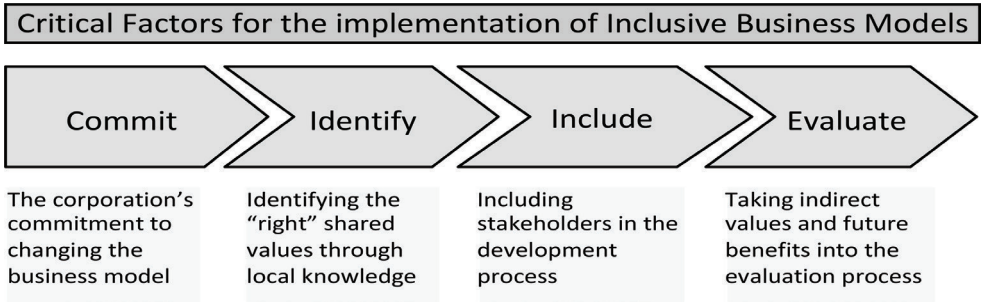 Critical Factors for the implementation of Inclusive Business Models
Commit
Identify
Include
Evaluate
The corporation’s
commitment to
changing the
business model
Identifying the
“right” shared
values through
local knowledge
Including
stakeholders in the
development
process
Taking indirect
values and future
benefits into the
evaluation process